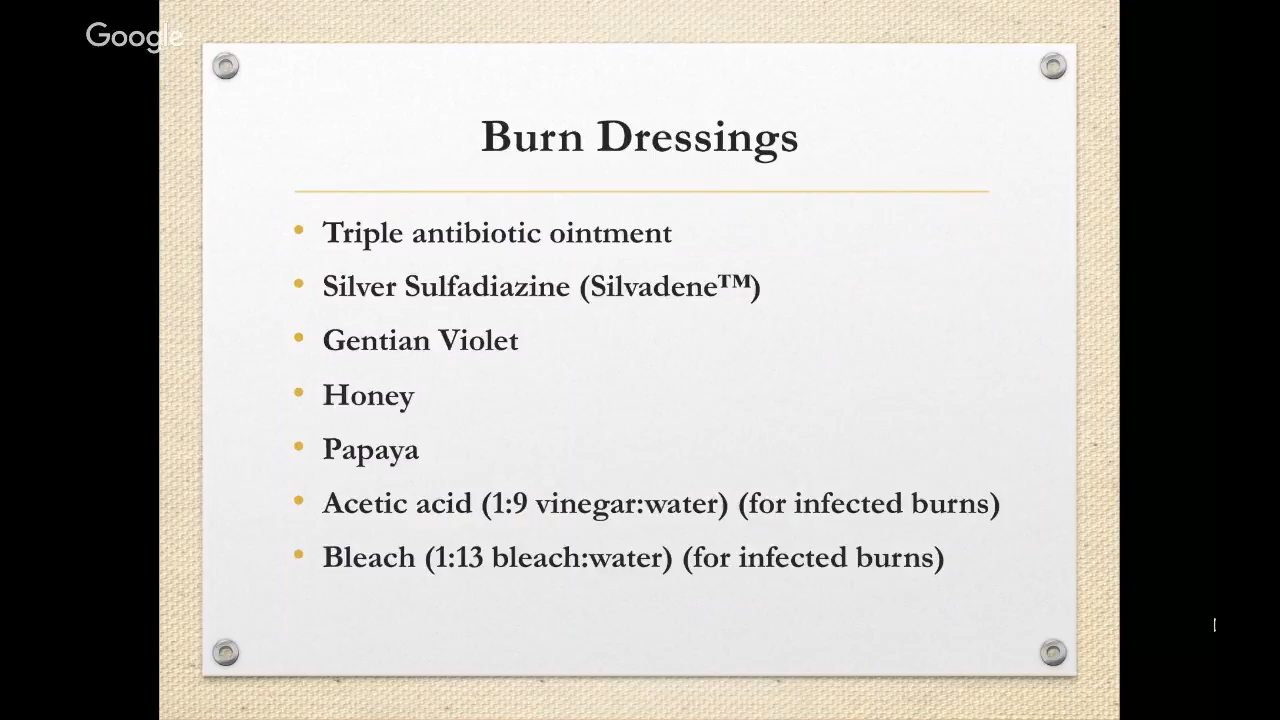 Google
Burn Dressings
• Triple antibiotic ointment
• Silver Sulfadiazine (Silvadene™)
• Gentian Violet
• Honey
• Papaya
• Acetic acid (1:9 vinegar:water) (for infected burns)
• Bleach (1:13 bleach:water) (for infected burns)